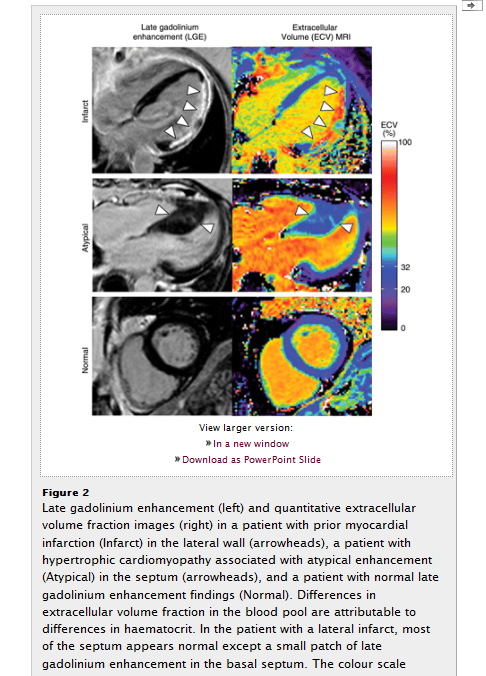 Late gadolinium
enhancement (LGE)
Extracellular
Volume (ECV) MRI
Infarct
Atypical
Normal
ECV
(%)
100
32
20
0
View larger version:
» In a new window
» Download as PowerPoint Slide
Figure 2
Late gadolinium enhancement (left) and quantitative extracellular
volume fraction images (right) in a patient with prior myocardial
infarction (Infarct) in the lateral wall (arrowheads), a patient with
hypertrophic cardiomyopathy associated with atypical enhancement
(Atypical) in the septum (arrowheads), and a patient with normal late
gadolinium enhancement findings (Normal). Differences in
extracellular volume fraction in the blood pool are attributable to
differences in haematocrit. In the patient with a lateral infarct, most
of the septum appears normal except a small patch of late
gadolinium enhancement in the basal septum. The colour scale